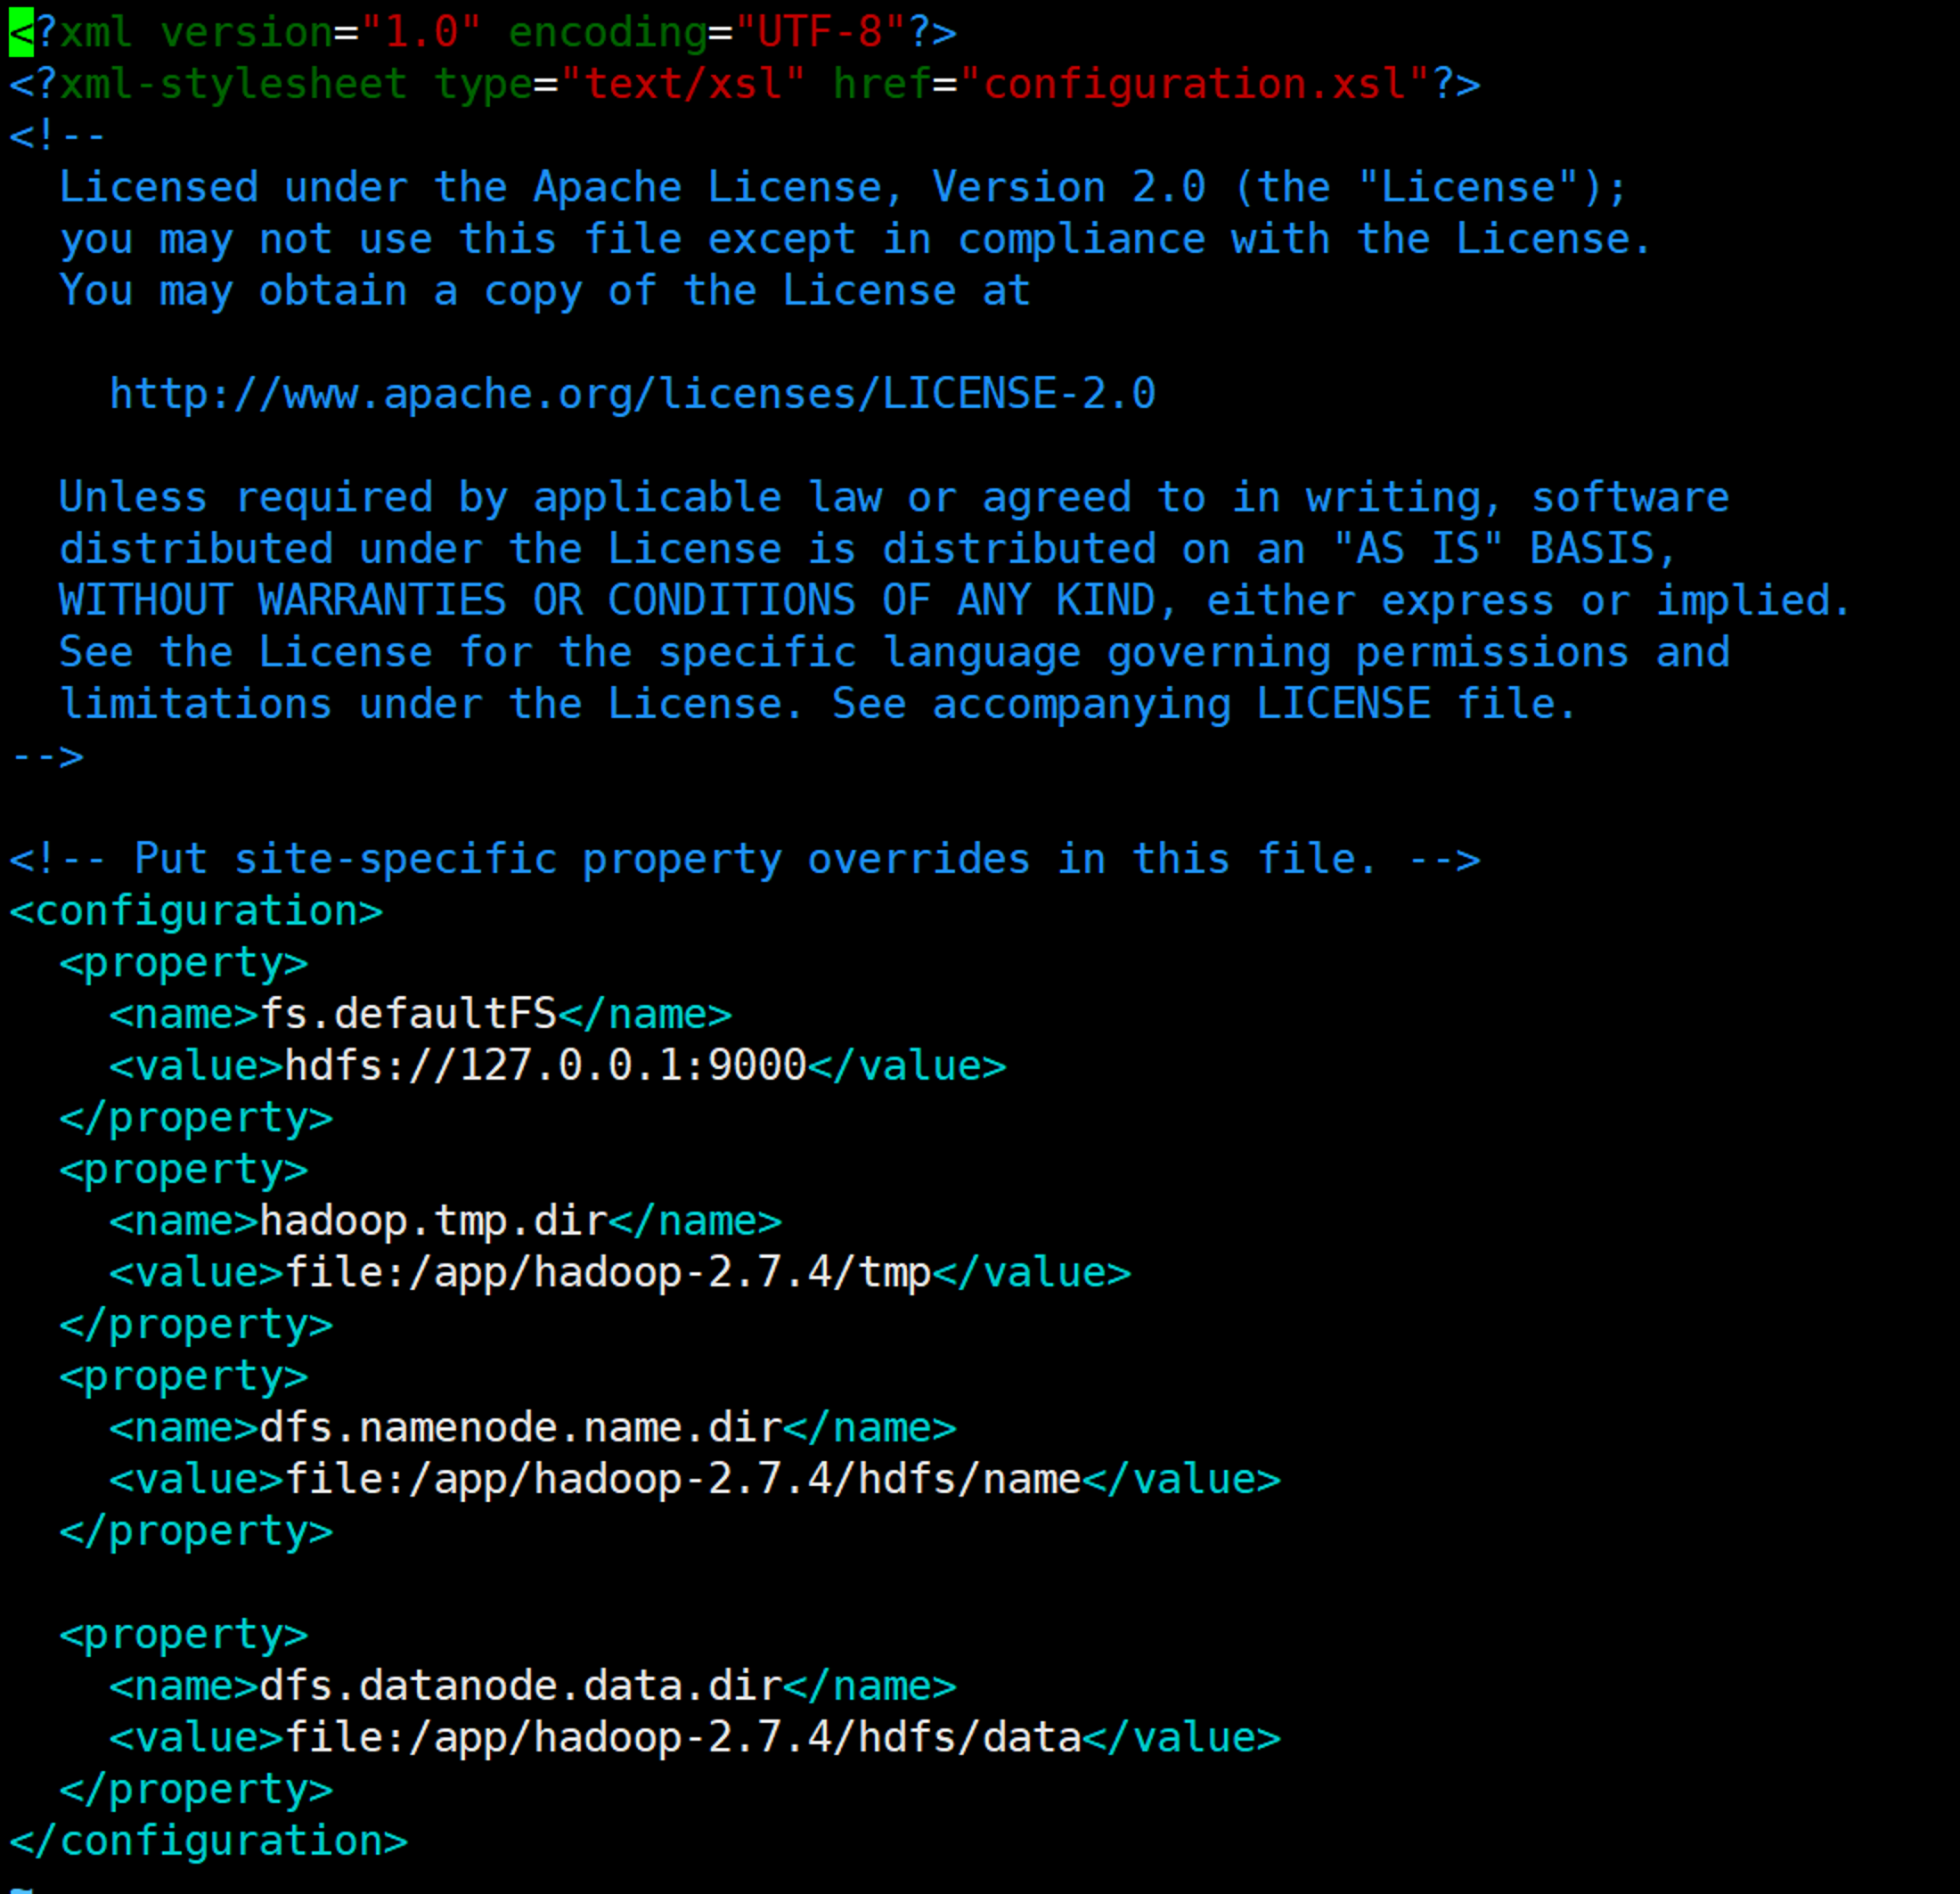 <?xml version="1.0" encoding="UTF-8"?>
<?xml-stylesheet type="text/xsl" href="configuration.xsl"?>
<!--
  Licensed under the Apache License, Version 2.0 (the "License");
  you may not use this file except in compliance with the License.
  You may obtain a copy of the License at

    http://www.apache.org/licenses/LICENSE-2.0

  Unless required by applicable law or agreed to in writing, software
  distributed under the License is distributed on an "AS IS" BASIS,
  WITHOUT WARRANTIES OR CONDITIONS OF ANY KIND, either express or implied.
  See the License for the specific language governing permissions and
  limitations under the License. See accompanying LICENSE file.
-->

<!-- Put site-specific property overrides in this file. -->
<configuration>
  <property>
    <name>fs.defaultFS</name>
    <value>hdfs://127.0.0.1:9000</value>
  </property>
  <property>
    <name>hadoop.tmp.dir</name>
    <value>file:/app/hadoop-2.7.4/tmp</value>
  </property>
  <property>
    <name>dfs.namenode.name.dir</name>
    <value>file:/app/hadoop-2.7.4/hdfs/name</value>
  </property>

  <property>
    <name>dfs.datanode.data.dir</name>
    <value>file:/app/hadoop-2.7.4/hdfs/data</value>
  </property>
</configuration>
~